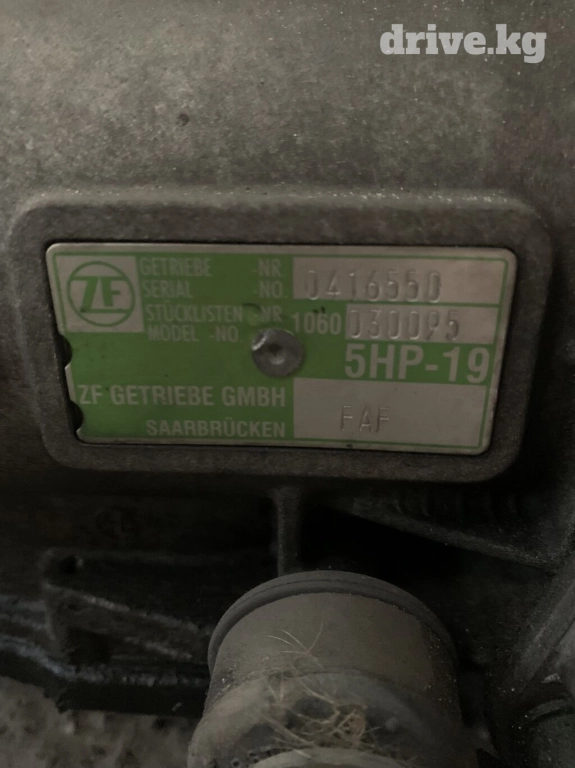 drive.kg
ZF
GETRIEBE -NR. 0416550
SERIAL -NO.
STÜCKLISTEN -NR. 1060 030095
MODEL -NO.
5HP-19
ZF GETRIEBE GMBH
SAARBRÜCKEN FAF